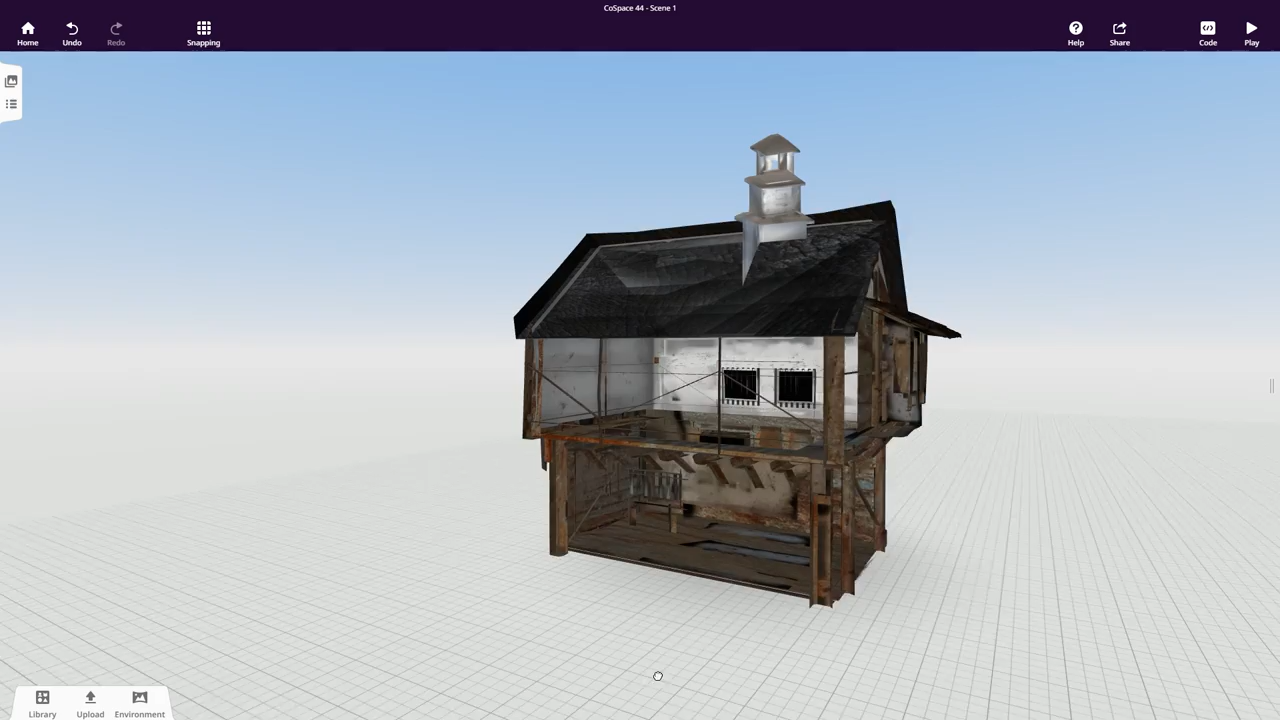 CoSpace 44 - Scene 1
Home
Undo
Redo
Snapping
Help
Share
Code
Play
Library
Upload
Environment